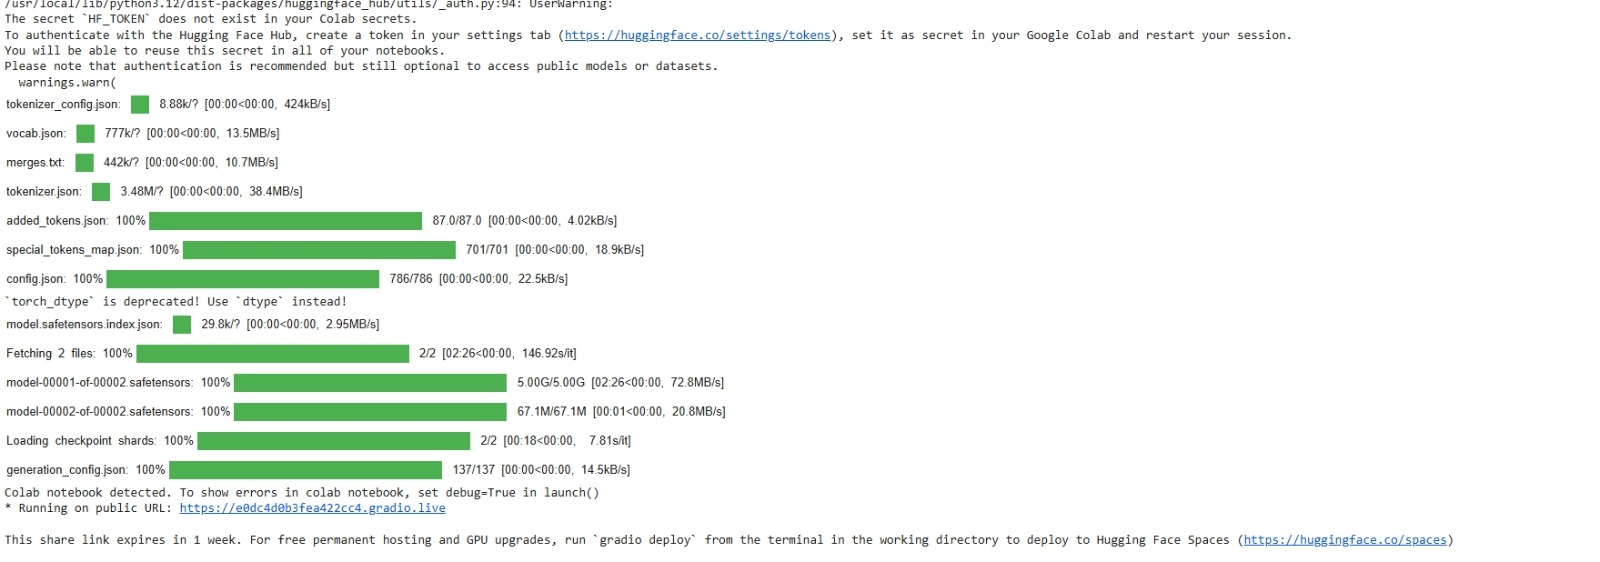 /usr/local/lib/python3.12/dist-packages/huggingface_hub/utils/_auth.py:94: UserWarning:
The secret `HF_TOKEN` does not exist in your Colab secrets.
To authenticate with the Hugging Face Hub, create a token in your settings tab (https://huggingface.co/settings/tokens), set it as secret in your Google Colab and restart your session.
You will be able to reuse this secret in all of your notebooks.
Please note that authentication is recommended but still optional to access public models or datasets.
  warnings.warn(
tokenizer_config.json: 8.88k/? [00:00<00:00, 424kB/s]
vocab.json: 777k/? [00:00<00:00, 13.5MB/s]
merges.txt: 442k/? [00:00<00:00, 10.7MB/s]
tokenizer.json: 3.48M/? [00:00<00:00, 38.4MB/s]
added_tokens.json: 100% 87.0/87.0 [00:00<00:00, 4.02kB/s]
special_tokens_map.json: 100% 701/701 [00:00<00:00, 18.9kB/s]
config.json: 100% 786/786 [00:00<00:00, 22.5kB/s]
`torch_dtype` is deprecated! Use `dtype` instead!
model.safetensors.index.json: 29.8k/? [00:00<00:00, 2.95MB/s]
Fetching 2 files: 100% 2/2 [02:26<00:00, 146.92s/it]
model-00001-of-00002.safetensors: 100% 5.00G/5.00G [02:26<00:00, 72.8MB/s]
model-00002-of-00002.safetensors: 100% 67.1M/67.1M [00:01<00:00, 20.8MB/s]
Loading checkpoint shards: 100% 2/2 [00:18<00:00, 7.81s/it]
generation_config.json: 100% 137/137 [00:00<00:00, 14.5kB/s]
Colab notebook detected. To show errors in colab notebook, set debug=True in launch()
* Running on public URL: https://e0dc4d0b3fea422cc4.gradio.live
This share link expires in 1 week. For free permanent hosting and GPU upgrades, run `gradio deploy` from the terminal in the working directory to deploy to Hugging Face Spaces (https://huggingface.co/spaces)